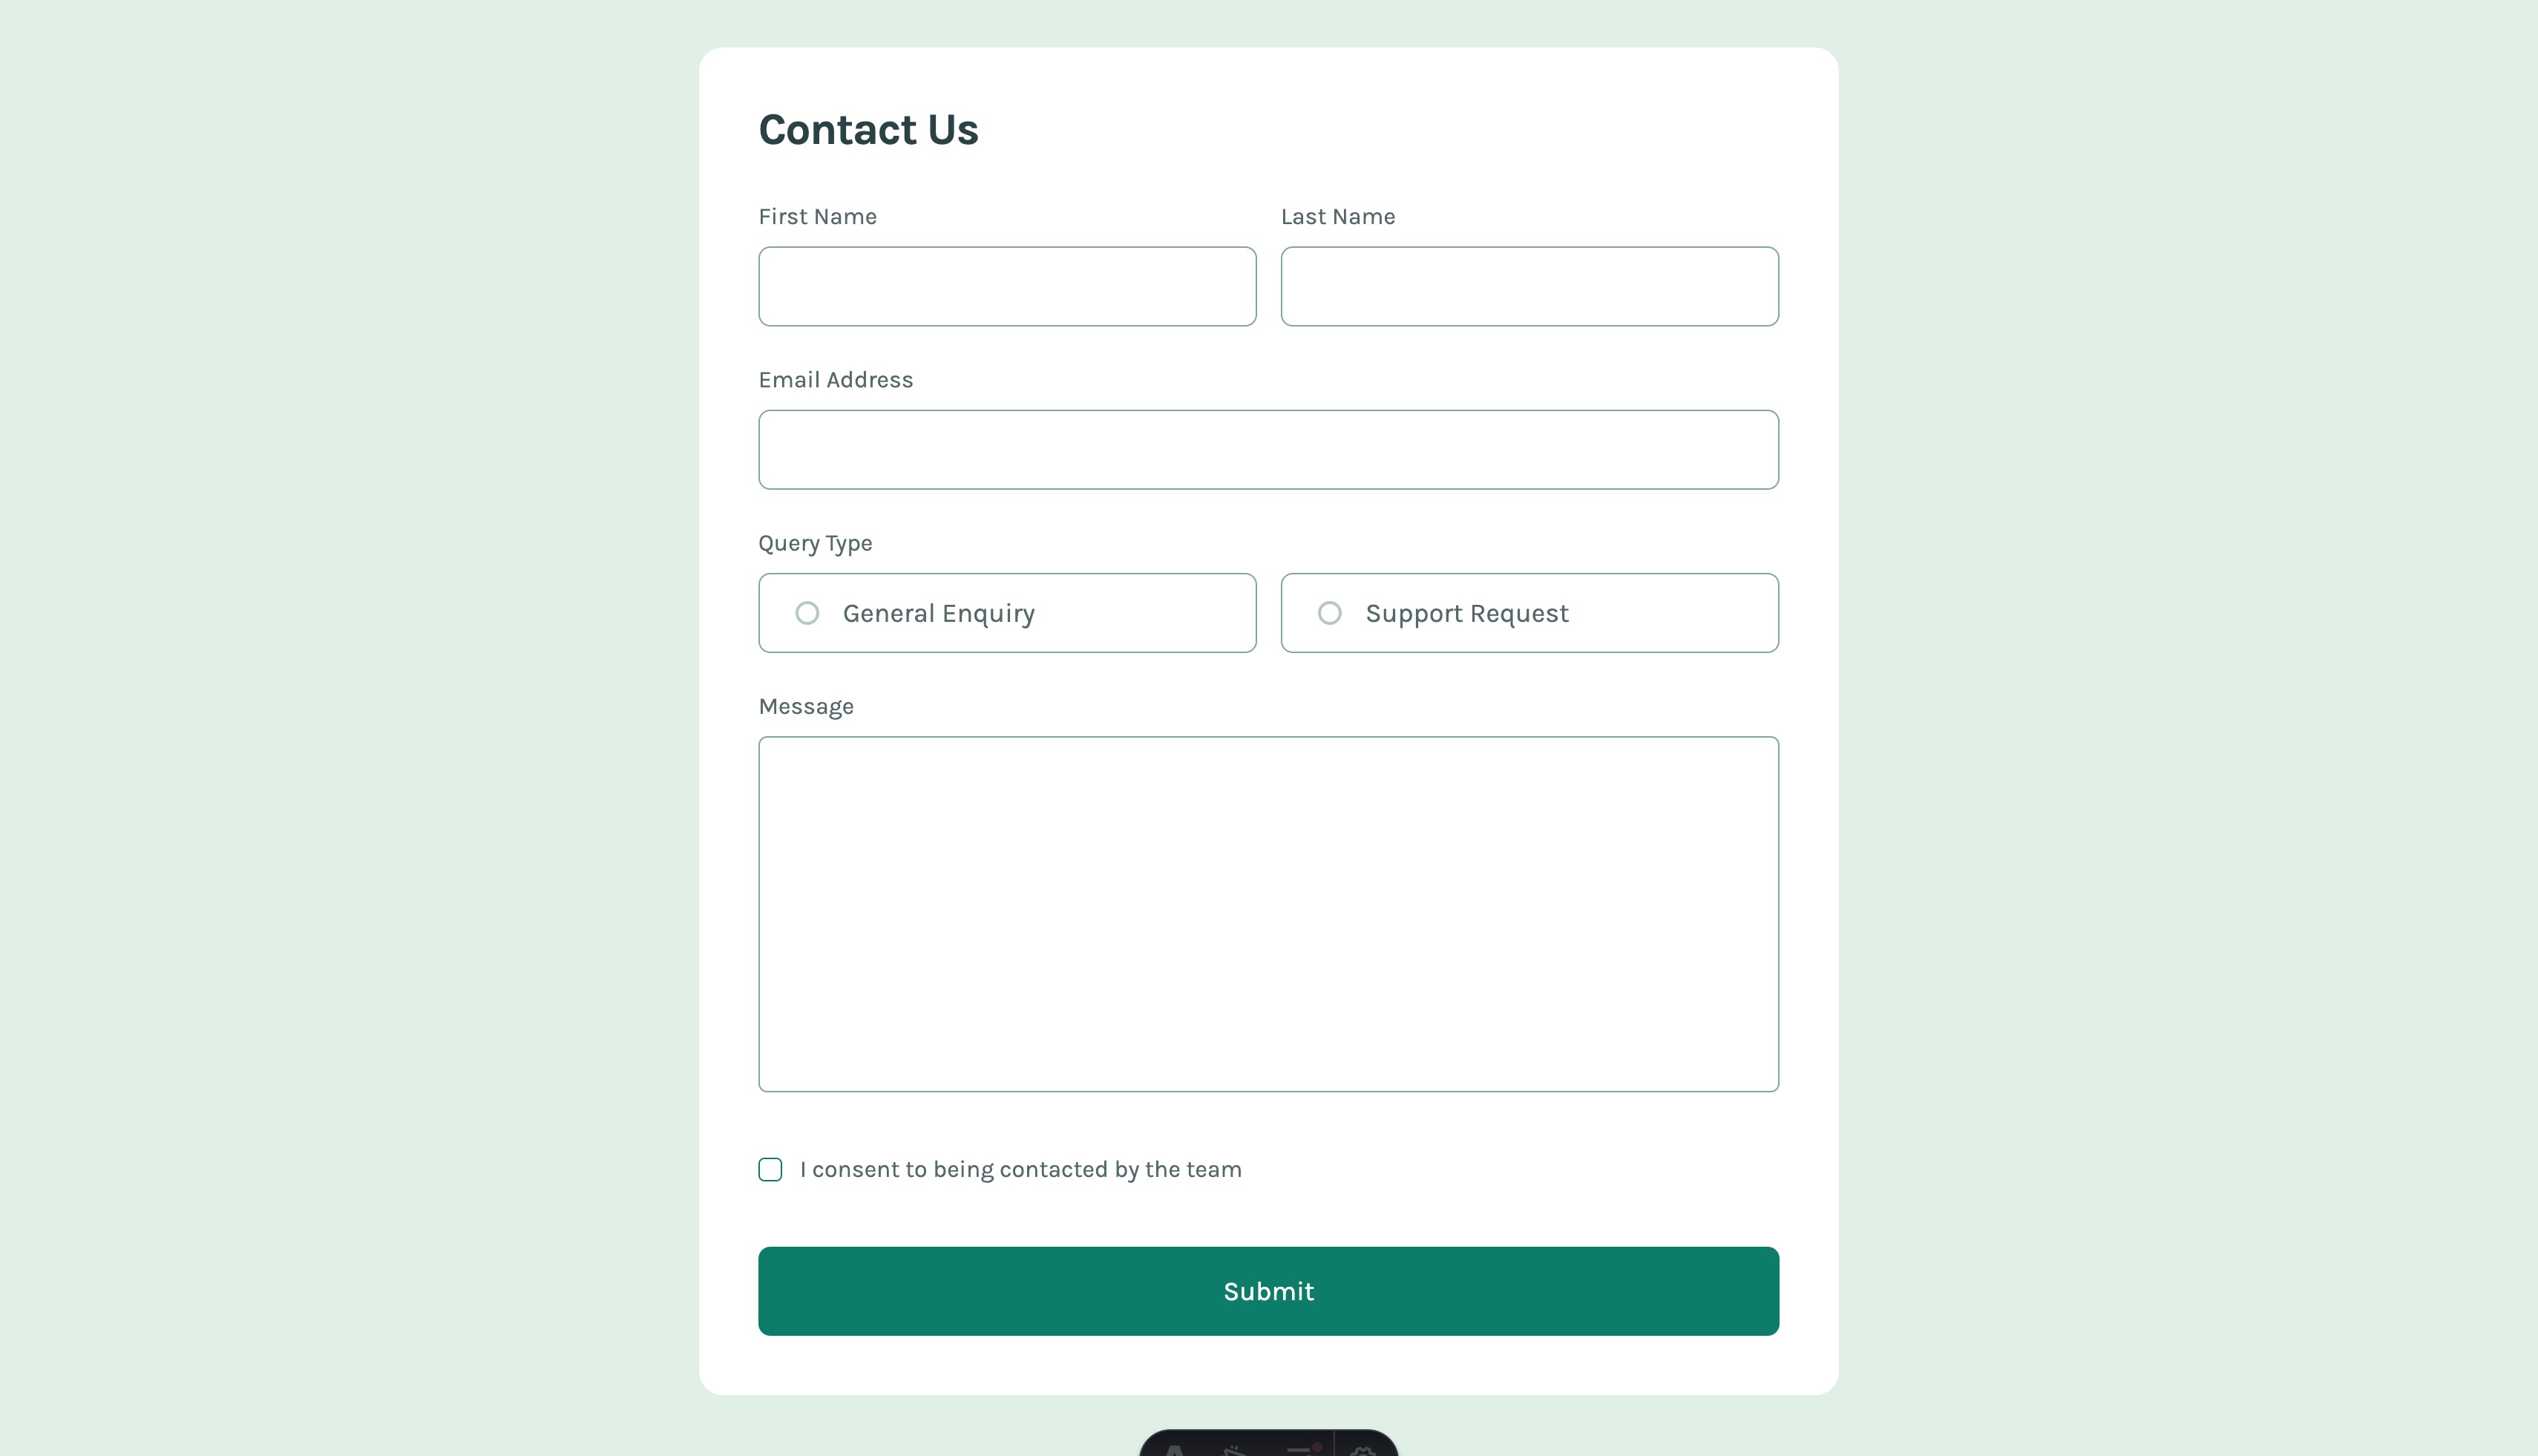 Contact Us
First Name Last Name
Email Address
Query Type
General Enquiry Support Request
Message
I consent to being contacted by the team
Submit